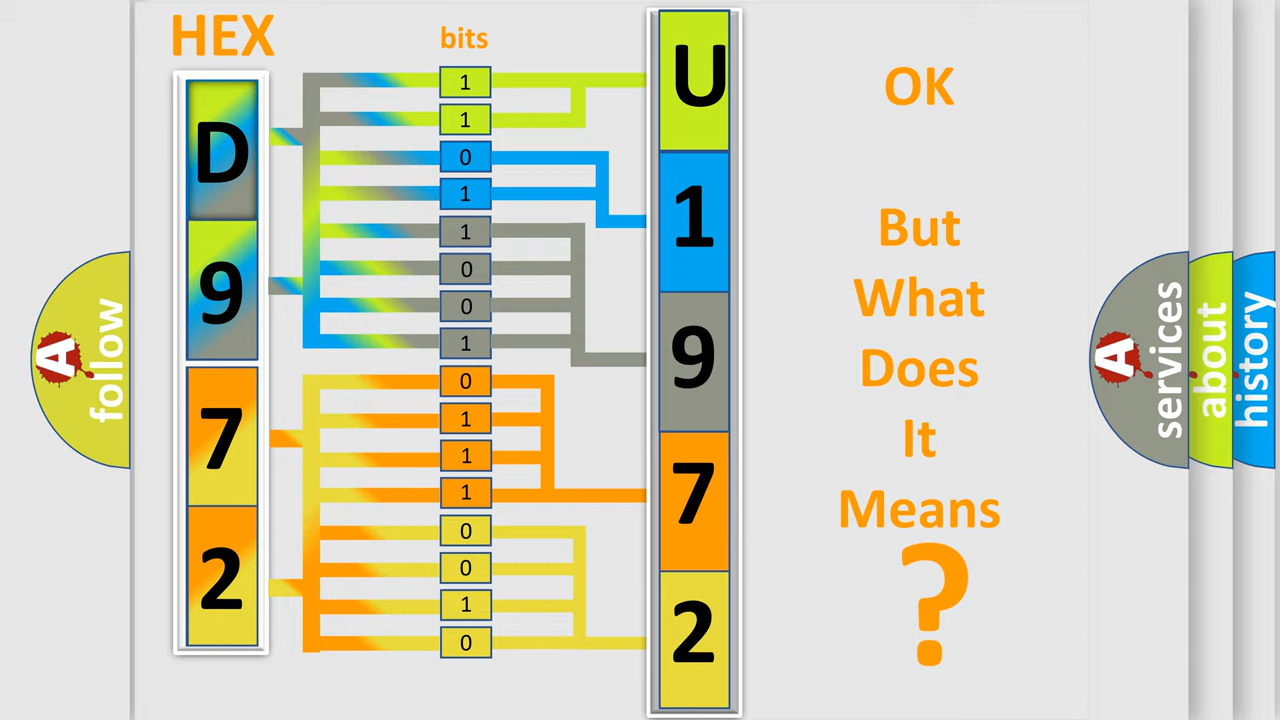 HEX
bits
D
9
7
2
1
1
0
1
1
0
0
1
0
1
1
1
0
0
1
0
U
1
9
7
2
OK
But
What
Does
It
Means
?
A
follow
A
services
about
history